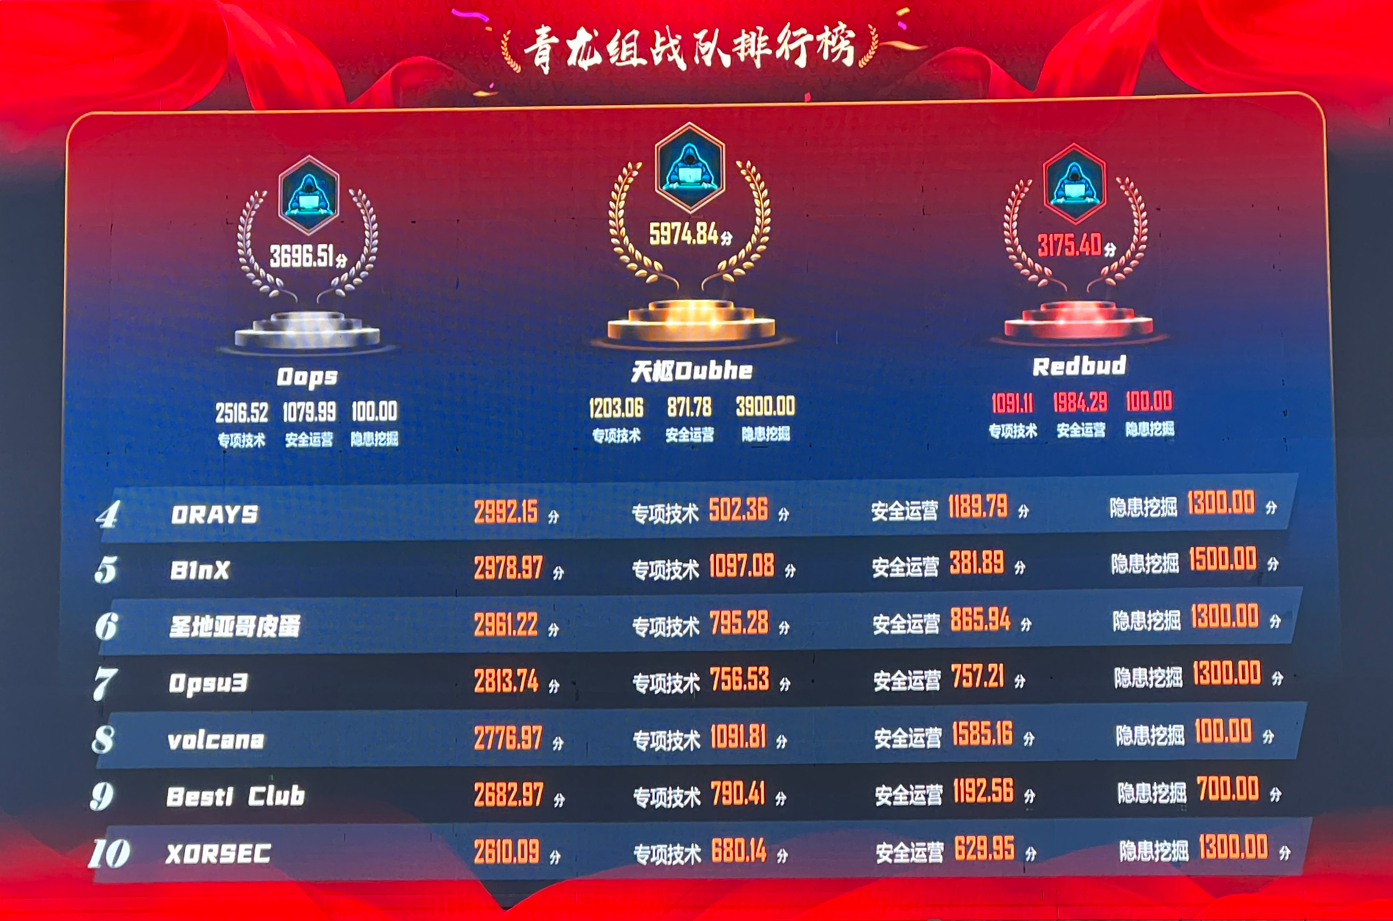 青龙组战队排行榜
3696.51分
5974.84分
3175.40分
Oops
天枢Dubhe
Redbud
2516.52 1079.99 100.00
专项技术 安全运营 隐患挖掘
1203.06 871.78 3900.00
专项技术 安全运营 隐患挖掘
1091.11 1984.29 100.00
专项技术 安全运营 隐患挖掘
4 0RAYS 2992.15 分 专项技术 502.36 分 安全运营 1189.79 分 隐患挖掘 1300.00 分
5 B1nX 2978.97 分 专项技术 1097.08 分 安全运营 381.89 分 隐患挖掘 1500.00 分
6 圣地亚哥皮蛋 2961.22 分 专项技术 795.28 分 安全运营 865.94 分 隐患挖掘 1300.00 分
7 0psu3 2813.74 分 专项技术 756.53 分 安全运营 757.21 分 隐患挖掘 1300.00 分
8 volcana 2776.97 分 专项技术 1091.81 分 安全运营 1585.16 分 隐患挖掘 100.00 分
9 Besti Club 2682.97 分 专项技术 790.41 分 安全运营 1192.56 分 隐患挖掘 700.00 分
10 X0RSEC 2610.09 分 专项技术 680.14 分 安全运营 629.95 分 隐患挖掘 1300.00 分